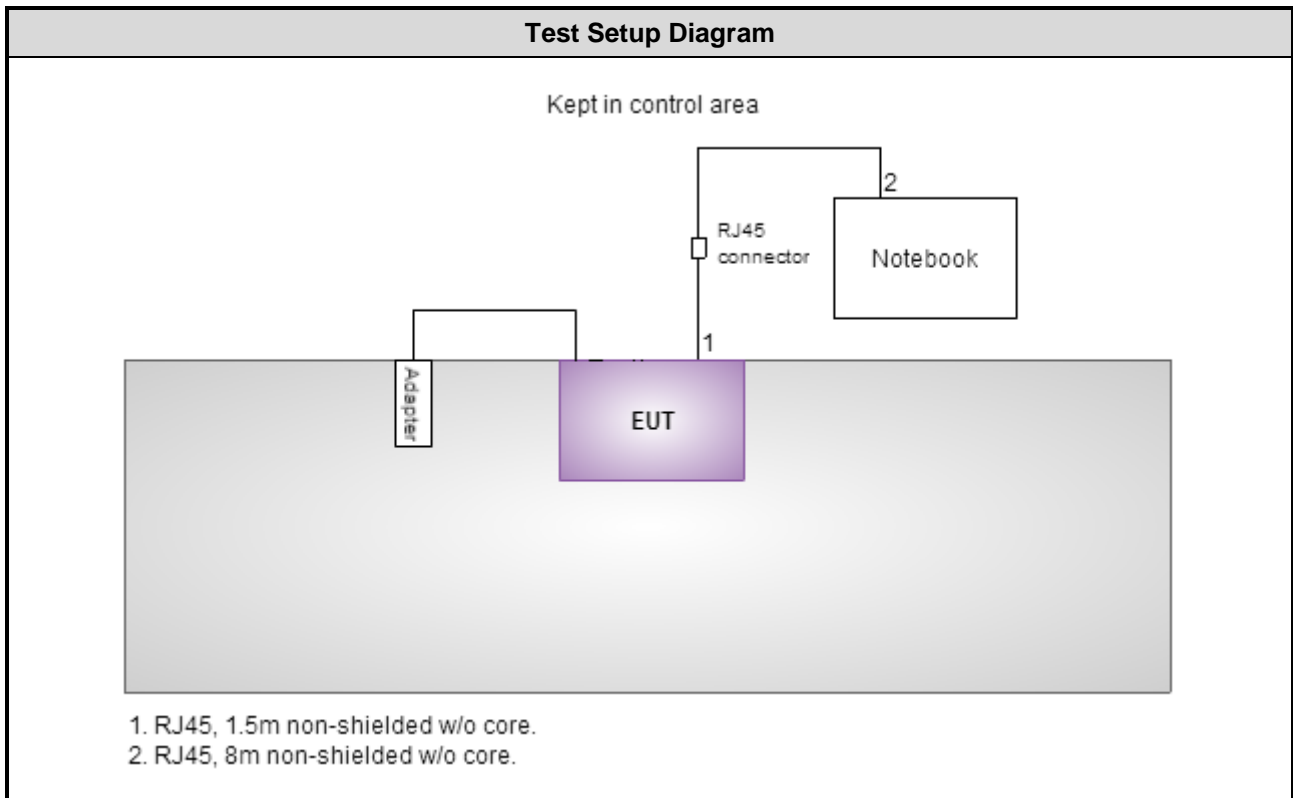 Test Setup Diagram
Kept in control area
2
RJ45
connector
Notebook
1
Adapter
EUT
1. RJ45, 1.5m non-shielded w/o core.
2. RJ45, 8m non-shielded w/o core.